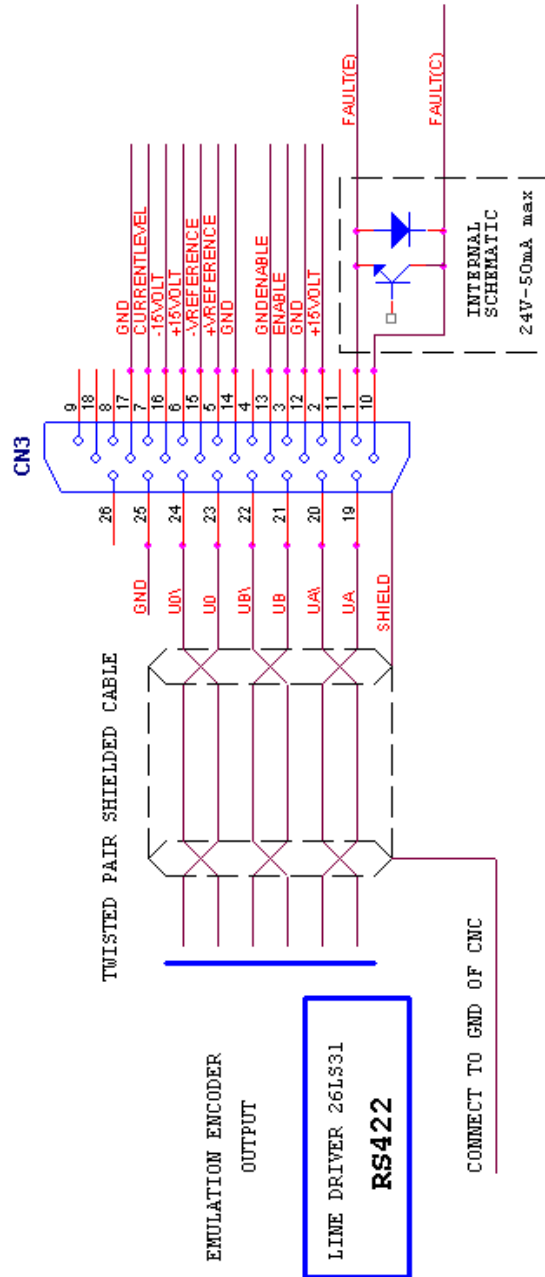 CN3
9
18
TWISTED PAIR SHIELDED CABLE
26
8
17 GND
GND 25
7 CURRENTLEVEL
16 -15VOLT
U0\ 24
6 +15VOLT
15 -VREFERENCE
U0 23
5 +VREFERENCE
14 GND
UB\ 22
4
13 GNDENABLE
UB 21
3 ENABLE
12 GND
UA\ 20
2 +15VOLT
11
UA 19
1 FAULT(E)
SHIELD
10
FAULT(C)
EMULATION ENCODER
OUTPUT
LINE DRIVER 26LS31
RS422
CONNECT TO GND OF CNC
INTERNAL
SCHEMATIC
24V-50mA max